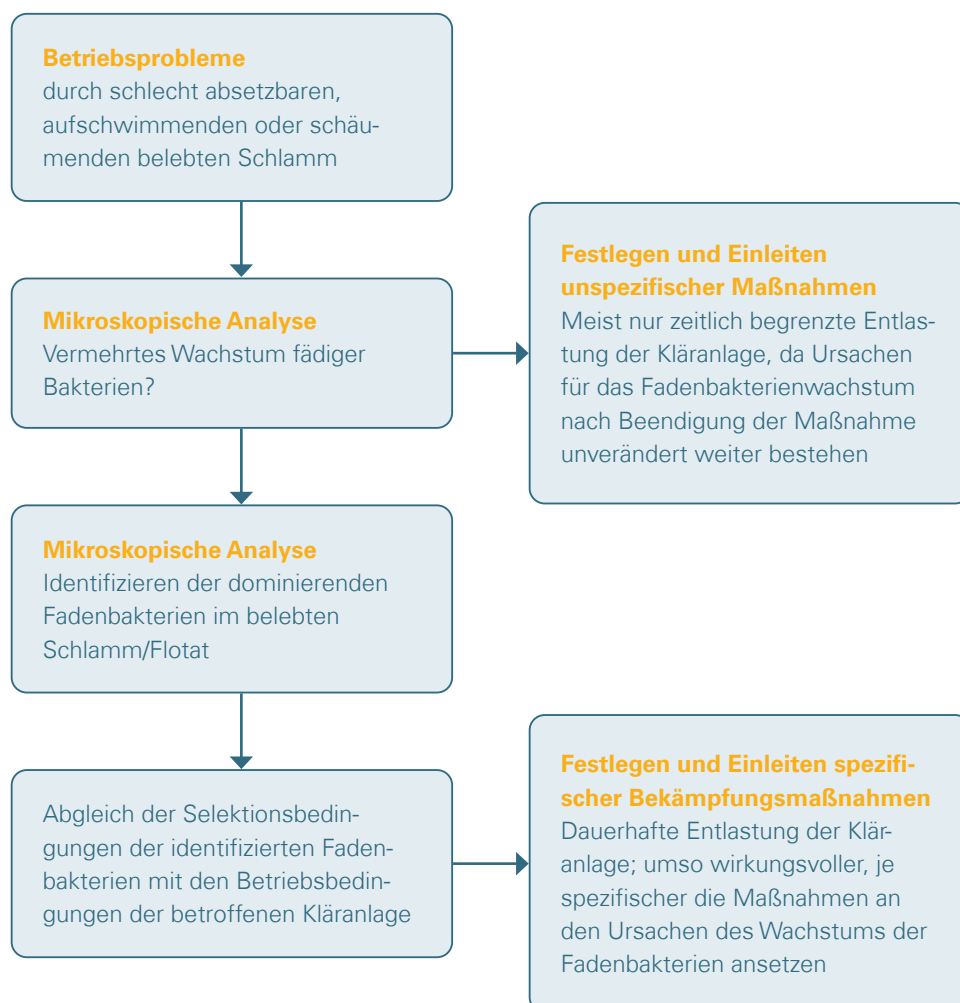 Betriebsprobleme
durch schlecht absetzbaren,
aufschwimmenden oder schäu-
menden belebten Schlamm
Mikroskopische Analyse
Vermehrtes Wachstum fädiger
Bakterien?
Festlegen und Einleiten
unspezifischer Maßnahmen
Meist nur zeitlich begrenzte Entlas-
tung der Kläranlage, da Ursachen
für das Fadenbakterienwachstum
nach Beendigung der Maßnahme
unverändert weiter bestehen
Mikroskopische Analyse
Identifizieren der dominierenden
Fadenbakterien im belebten
Schlamm/Flotat
Abgleich der Selektionsbedin-
gungen der identifizierten Faden-
bakterien mit den Betriebsbedin-
gungen der betroffenen Kläranlage
Festlegen und Einleiten spezifi-
scher Bekämpfungsmaßnahmen
Dauerhafte Entlastung der Klär-
anlage; umso wirkungsvoller, je
spezifischer die Maßnahmen an
den Ursachen des Wachstums der
Fadenbakterien ansetzen